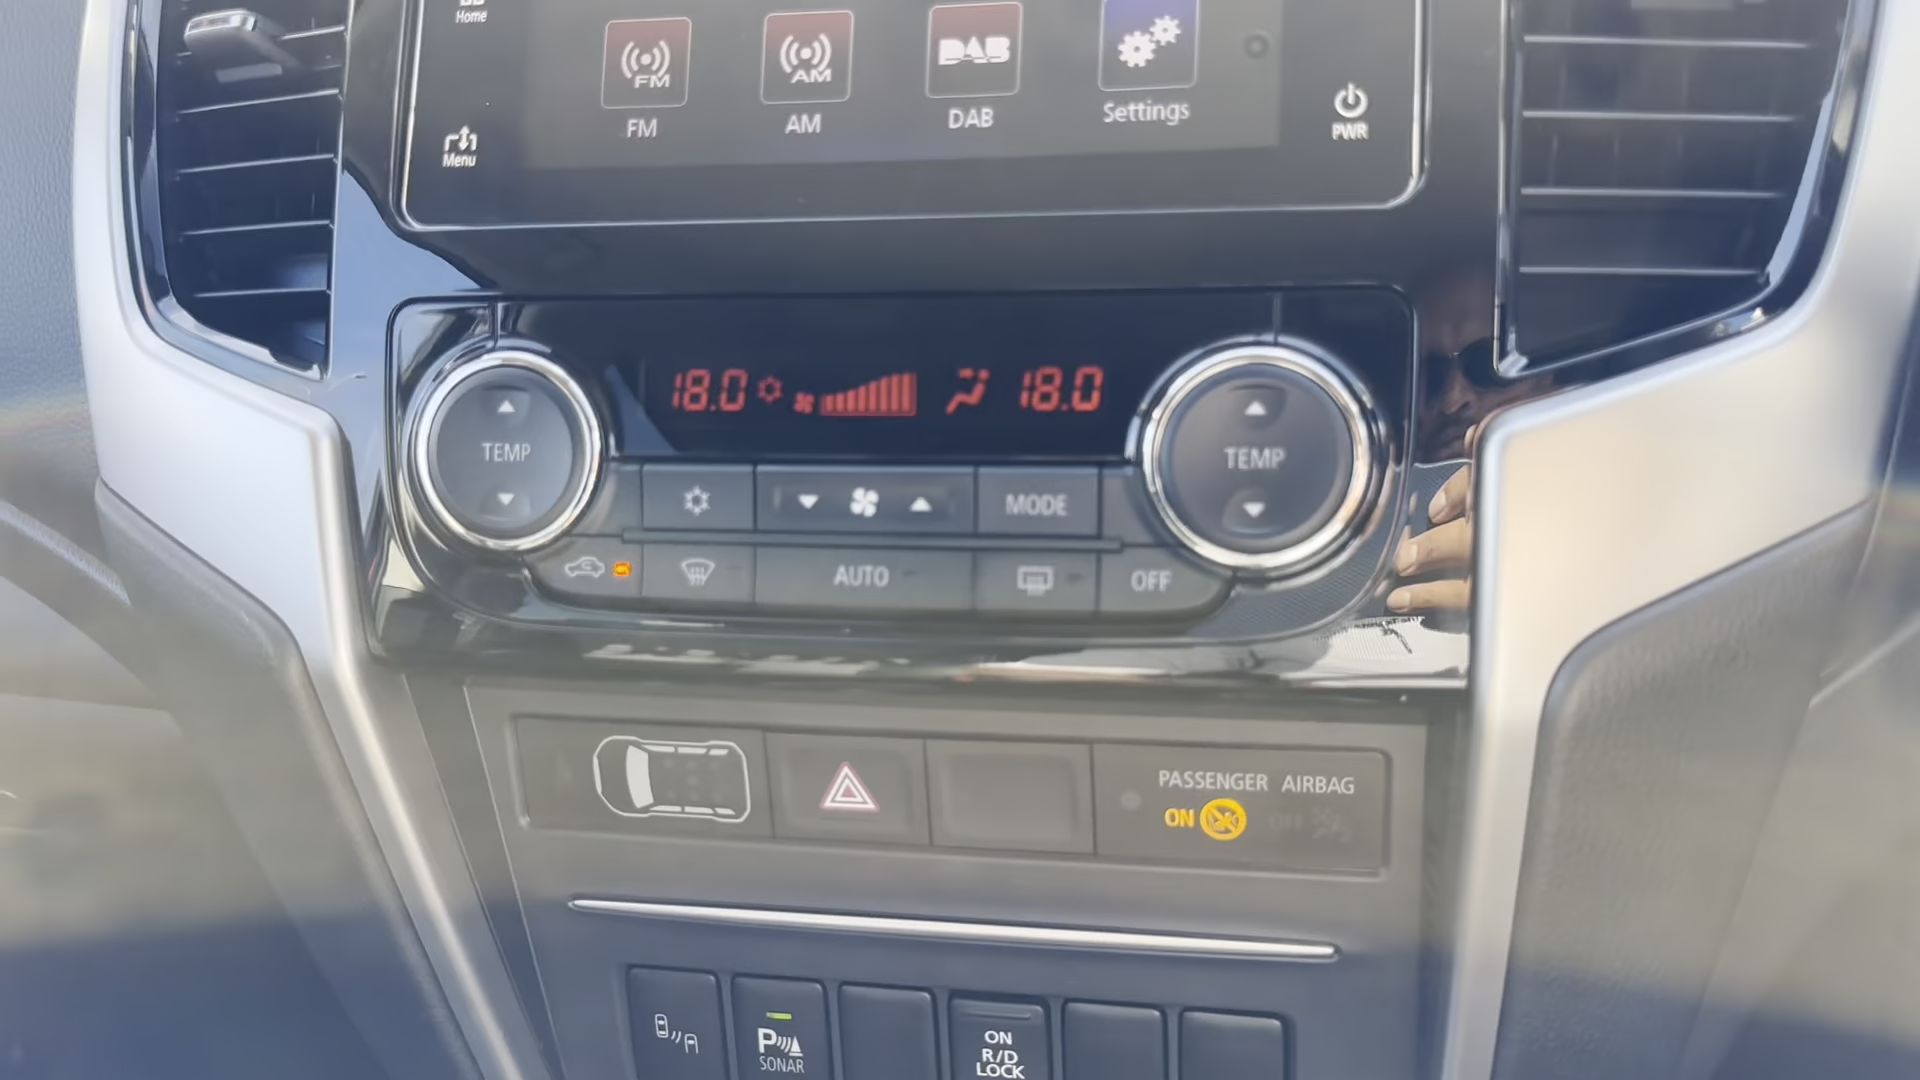 Home
FM
AM
DAB
Menu
FM
AM
DAB
Settings
PWR
18.0
18.0
TEMP
TEMP
MODE
AUTO
OFF
PASSENGER AIRBAG
ON
OFF
P
SONAR
ON
R/D
LOCK